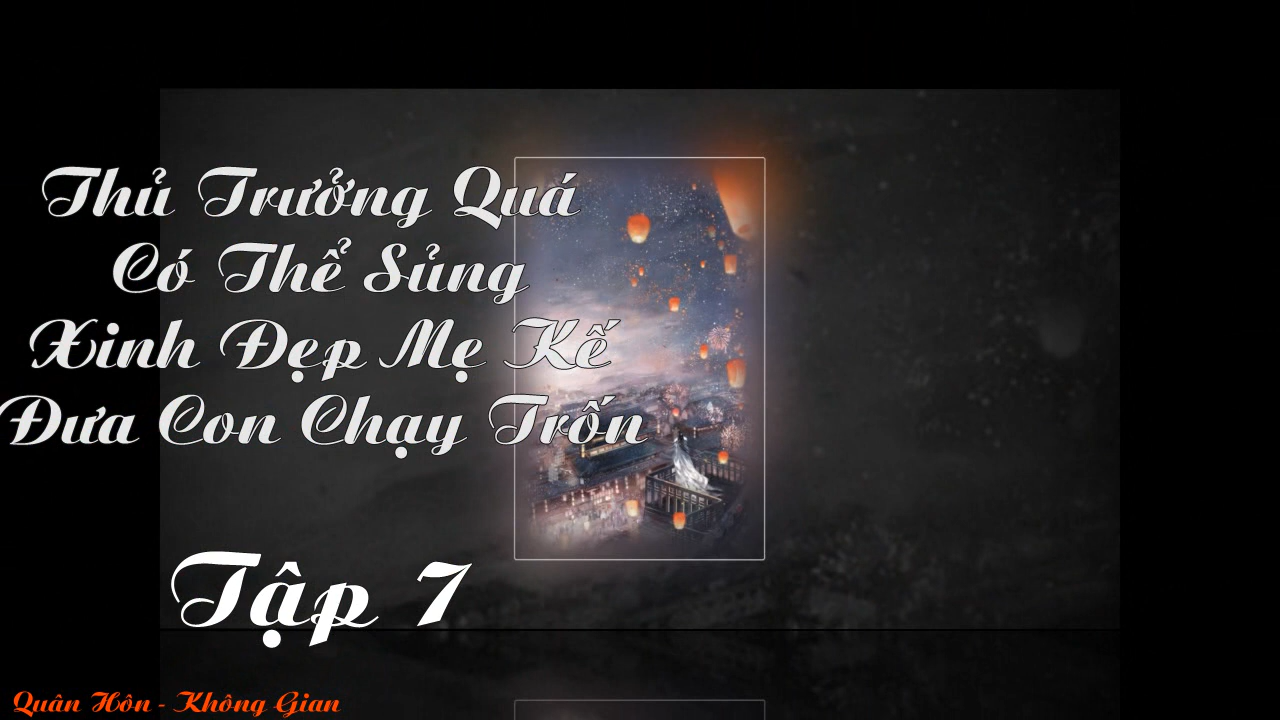 Thủ Trưởng Quá
Có Thể Sủng
Xinh Đẹp Mẹ Kế
Đưa Con Chạy Trốn
Tập 7
Quân Hôn - Không Gian